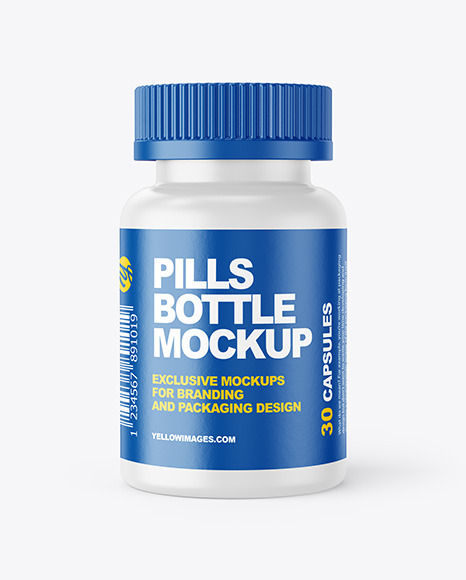 PILLS
BOTTLE
MOCKUP
EXCLUSIVE MOCKUPS
FOR BRANDING
AND PACKAGING DESIGN
YELLOWIMAGES.COM
1 234567 891019
30 CAPSULES